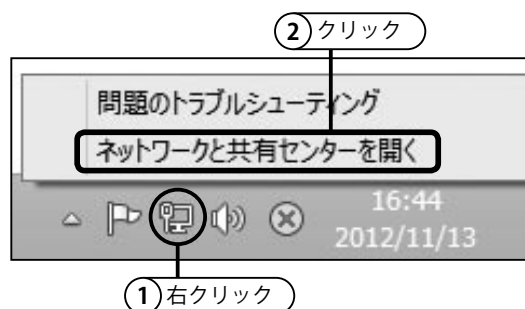 2 クリック
問題のトラブルシューティング
ネットワークと共有センターを開く
16:44
2012/11/13
1 右クリック